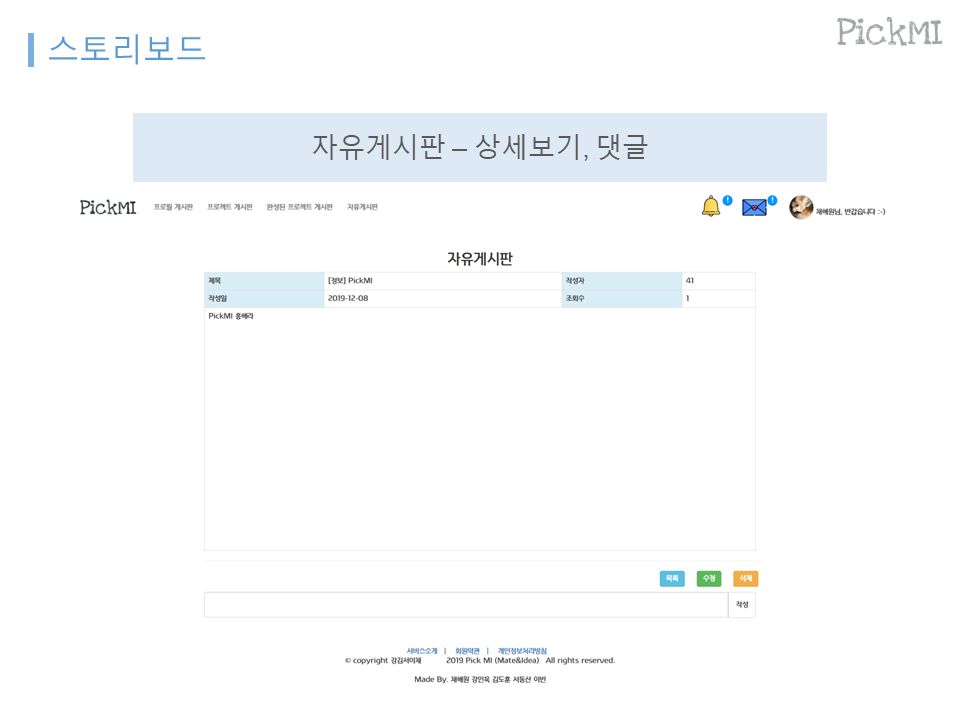 스토리보드
PickMI
자유게시판 – 상세보기, 댓글
PickMI 프로필 게시판 프로젝트 게시판 완성된 프로젝트 게시판 자유게시판 ! ! 채해원님, 반갑습니다 :-)
자유게시판
제목 [정보] PickMI 작성자 41
작성일 2019-12-08 조회수 1
PickMI 흥해라
목록 수정 삭제
작성
서비스소개 | 회원약관 | 개인정보처리방침
© copyright 강김서이채 2019 Pick MI (Mate&Idea) All rights reserved.
Made By. 채해원 강인욱 김도훈 서동산 이빈